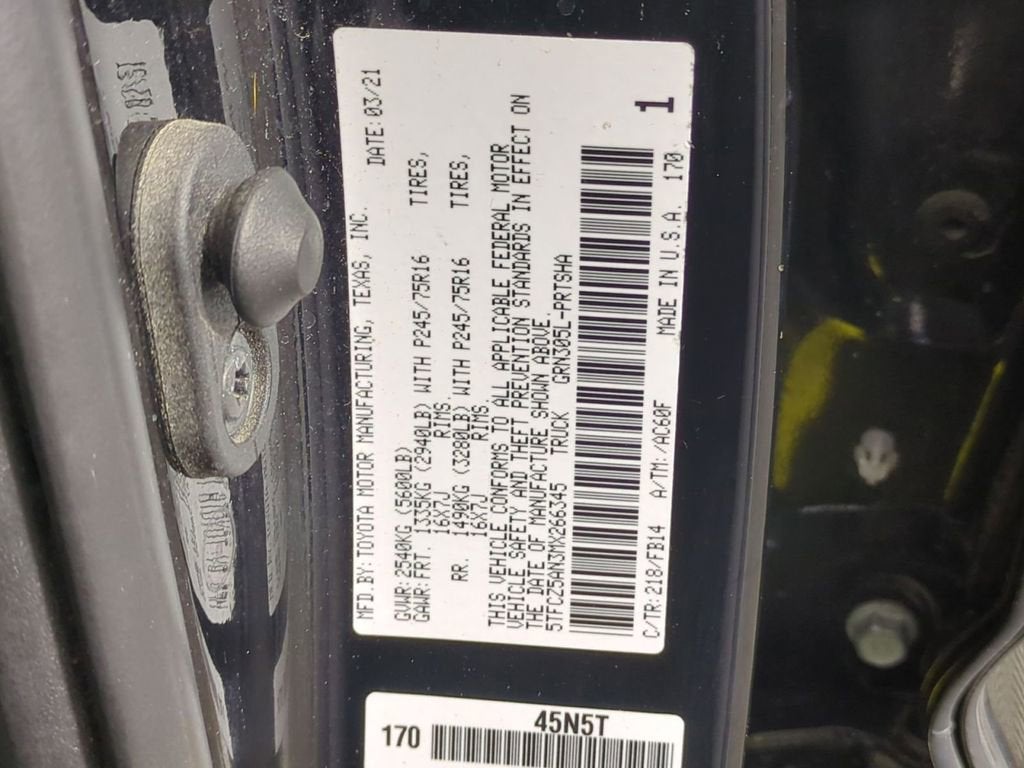 MFD.BY:TOYOTA MOTOR MANUFACTURING, TEXAS, INC. DATE:03/21
GVWR:2540KG (5600LB)
GAWR:FRT. 1335KG (2940LB) WITH P245/75R16 TIRES,
16X7J RIMS
RR. 1490KG (3280LB) WITH P245/75R16 TIRES,
16X7J RIMS.
THIS VEHICLE CONFORMS TO ALL APPLICABLE FEDERAL MOTOR
VEHICLE SAFETY AND THEFT PREVENTION STANDARDS IN EFFECT ON
THE DATE OF MANUFACTURE SHOWN ABOVE.
5TFCZ5AN3MX266345 TRUCK GRN305L-PRTSHA
1
C/TR:218/FB14 A/TM:/AC60F MADE IN U.S.A. 170
45N5T
170